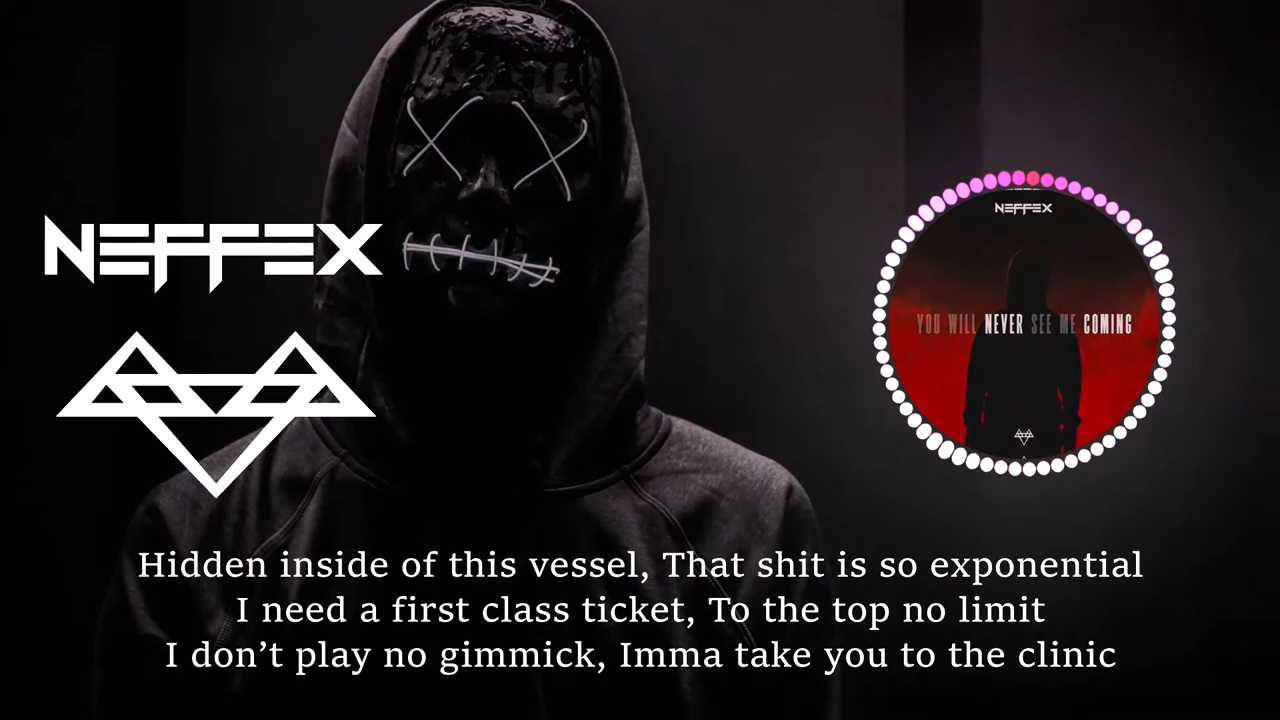 NEFFEX
NEFFEX
YOU WILL NEVER SEE ME COMING
Hidden inside of this vessel, That shit is so exponential
I need a first class ticket, To the top no limit
I don’t play no gimmick, Imma take you to the clinic